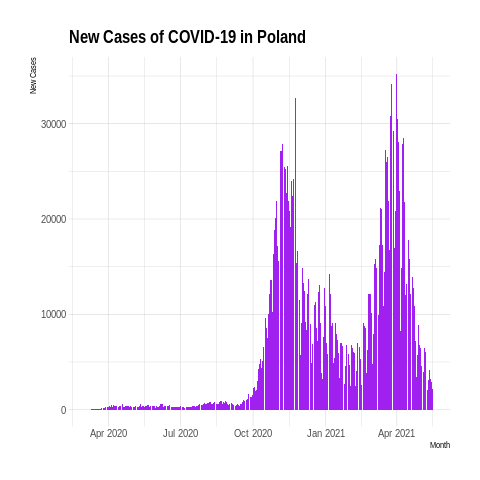 New Cases of COVID-19 in Poland
New Cases
30000
20000
10000
0
Apr 2020 Jul 2020 Oct 2020 Jan 2021 Apr 2021
Month